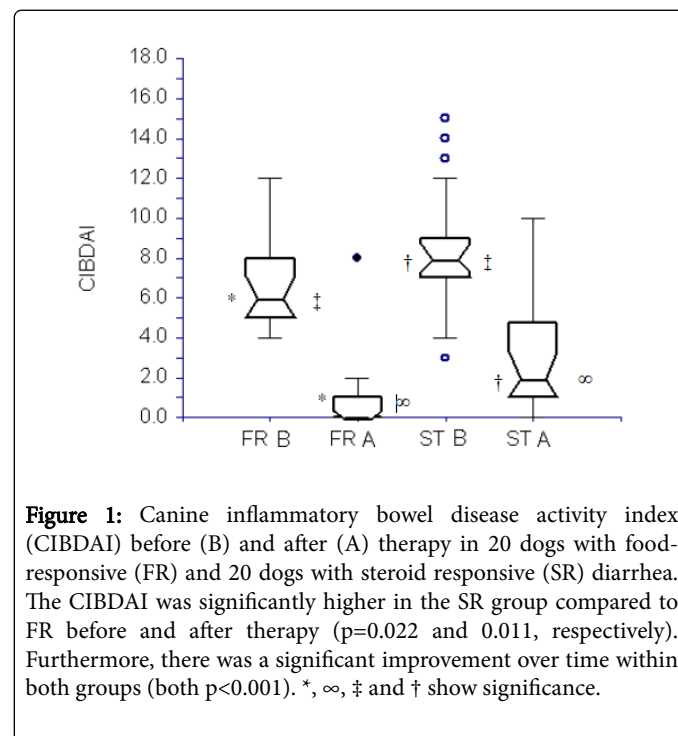 18.0
16.0
14.0
12.0
10.0
8.0
6.0
4.0
2.0
0.0
CIBDAI
* ‡
* ∞
† ‡
† ∞
FR B FR A ST B ST A
Figure 1: Canine inflammatory bowel disease activity index
(CIBDAI) before (B) and after (A) therapy in 20 dogs with food-
responsive (FR) and 20 dogs with steroid responsive (SR) diarrhea.
The CIBDAI was significantly higher in the SR group compared to
FR before and after therapy (p=0.022 and 0.011, respectively).
Furthermore, there was a significant improvement over time within
both groups (both p<0.001). *, ∞, ‡ and † show significance.